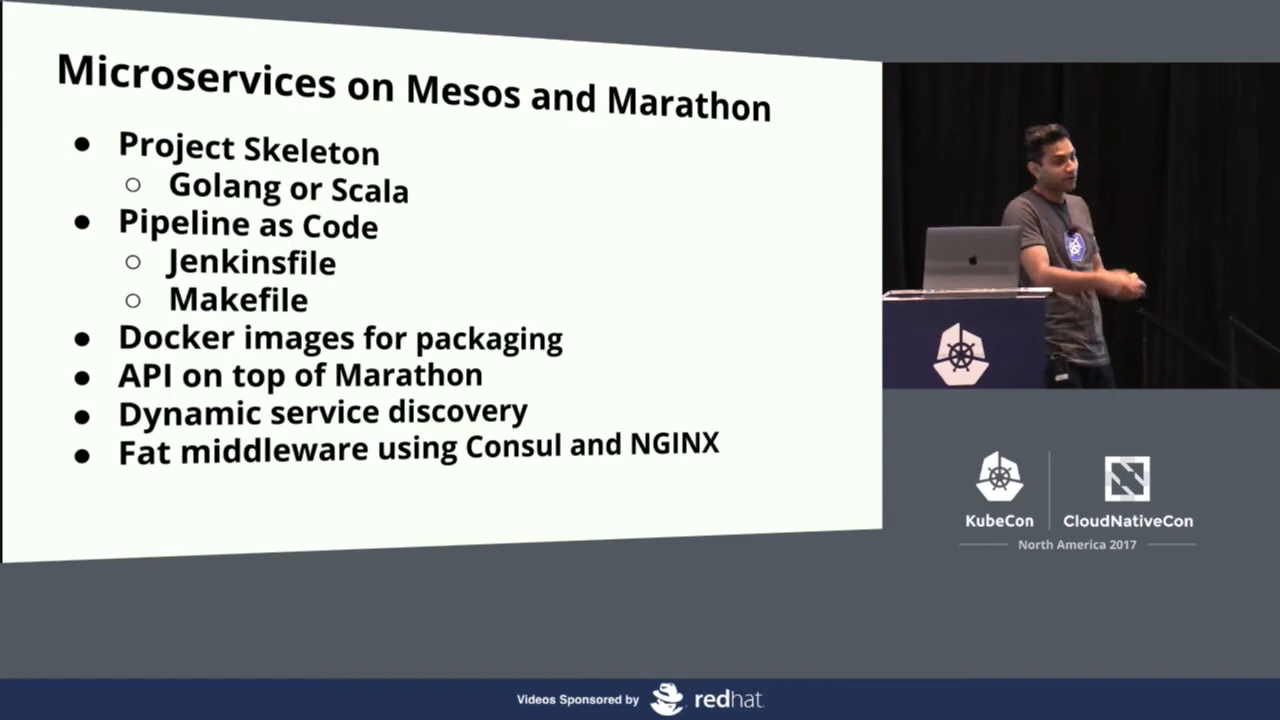 Microservices on Mesos and Marathon
● Project Skeleton
○ Golang or Scala
● Pipeline as Code
○ Jenkinsfile
○ Makefile
● Docker images for packaging
● API on top of Marathon
● Dynamic service discovery
● Fat middleware using Consul and NGINX
KubeCon
CloudNativeCon
North America 2017
Videos Sponsored by
redhat